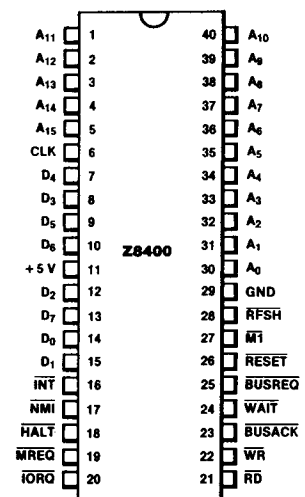 A11 1 40 A10
A12 2 39 A9
A13 3 38 A8
A14 4 37 A7
A15 5 36 A6
CLK 6 35 A5
D4 7 34 A4
D3 8 33 A3
D5 9 32 A2
D6 10 31 A1
Z8400
+5 V 11 30 A0
D2 12 29 GND
D7 13 28 RFSH
D0 14 27 M1
D1 15 26 RESET
INT 16 25 BUSREQ
NMI 17 24 WAIT
HALT 18 23 BUSACK
MREQ 19 22 WR
IORQ 20 21 RD